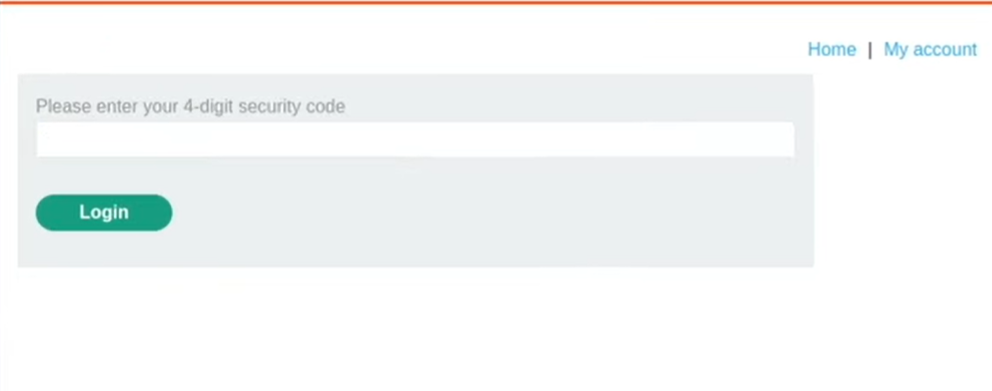 Home | My account
Please enter your 4-digit security code
Login